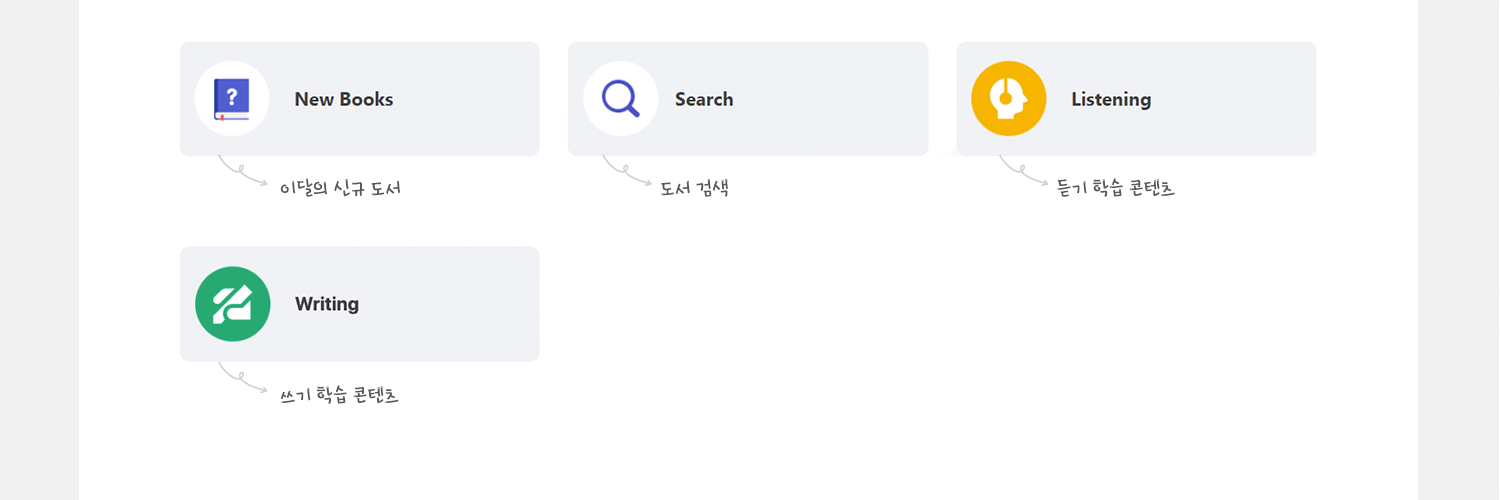 New Books
Search
Listening
이달의 신규 도서
도서 검색
듣기 학습 콘텐츠
Writing
쓰기 학습 콘텐츠